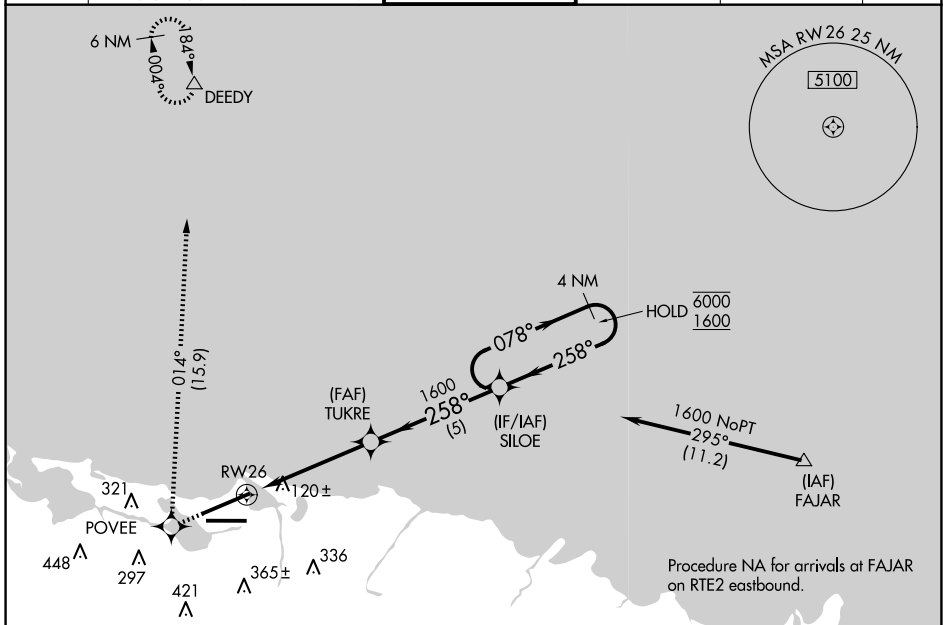 6 NM
184°
004°
DEEDY
MSA RW 26 25 NM
5100
4 NM
HOLD 6000
1600
078°
258°
014°
(15.9)
(FAF)
TUKRE
1600
258°
(5)
(IF/IAF)
SILOE
1600 NoPT
295°
(11.2)
(IAF)
FAJAR
RW26
120±
321
POVEE
448
297
421
365±
336
Procedure NA for arrivals at FAJAR
on RTE2 eastbound.